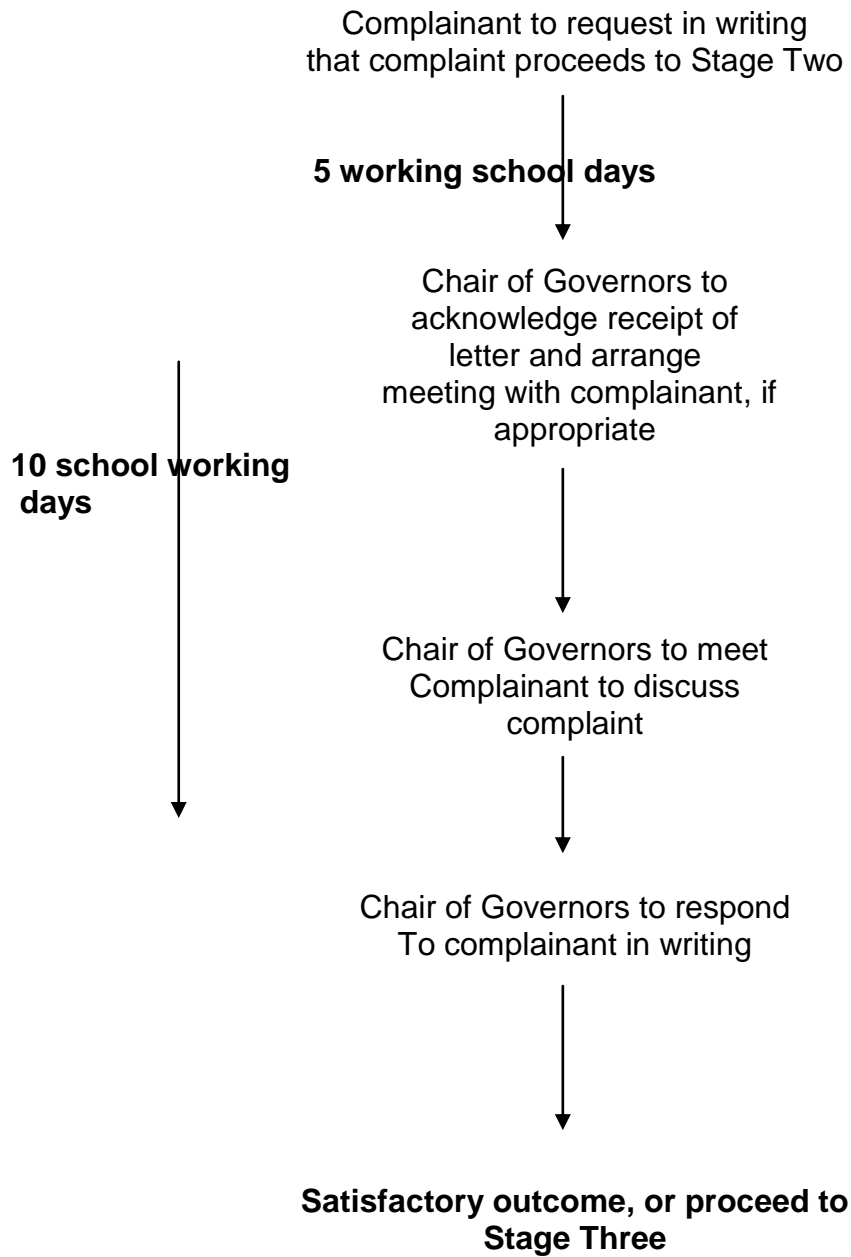 Complainant to request in writing
that complaint proceeds to Stage Two
5 working school days
Chair of Governors to
acknowledge receipt of
letter and arrange
meeting with complainant, if
appropriate
10 school working
days
Chair of Governors to meet
Complainant to discuss
complaint
Chair of Governors to respond
To complainant in writing
Satisfactory outcome, or proceed to
Stage Three